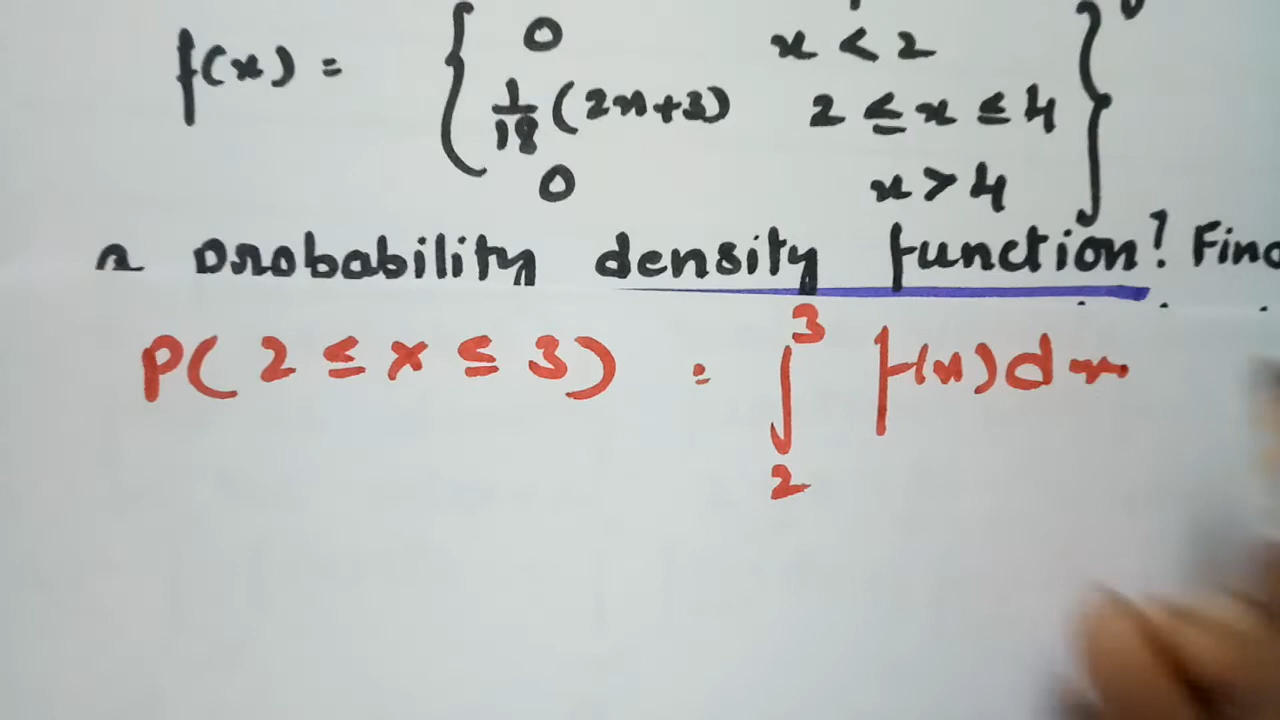 f(x) = { 0 x < 2
1/18 (2x+3) 2 ≤ x ≤ 4
0 x > 4 }
a probability density function? Find
P( 2 ≤ x ≤ 3 ) = ∫₂³ f(x) dx